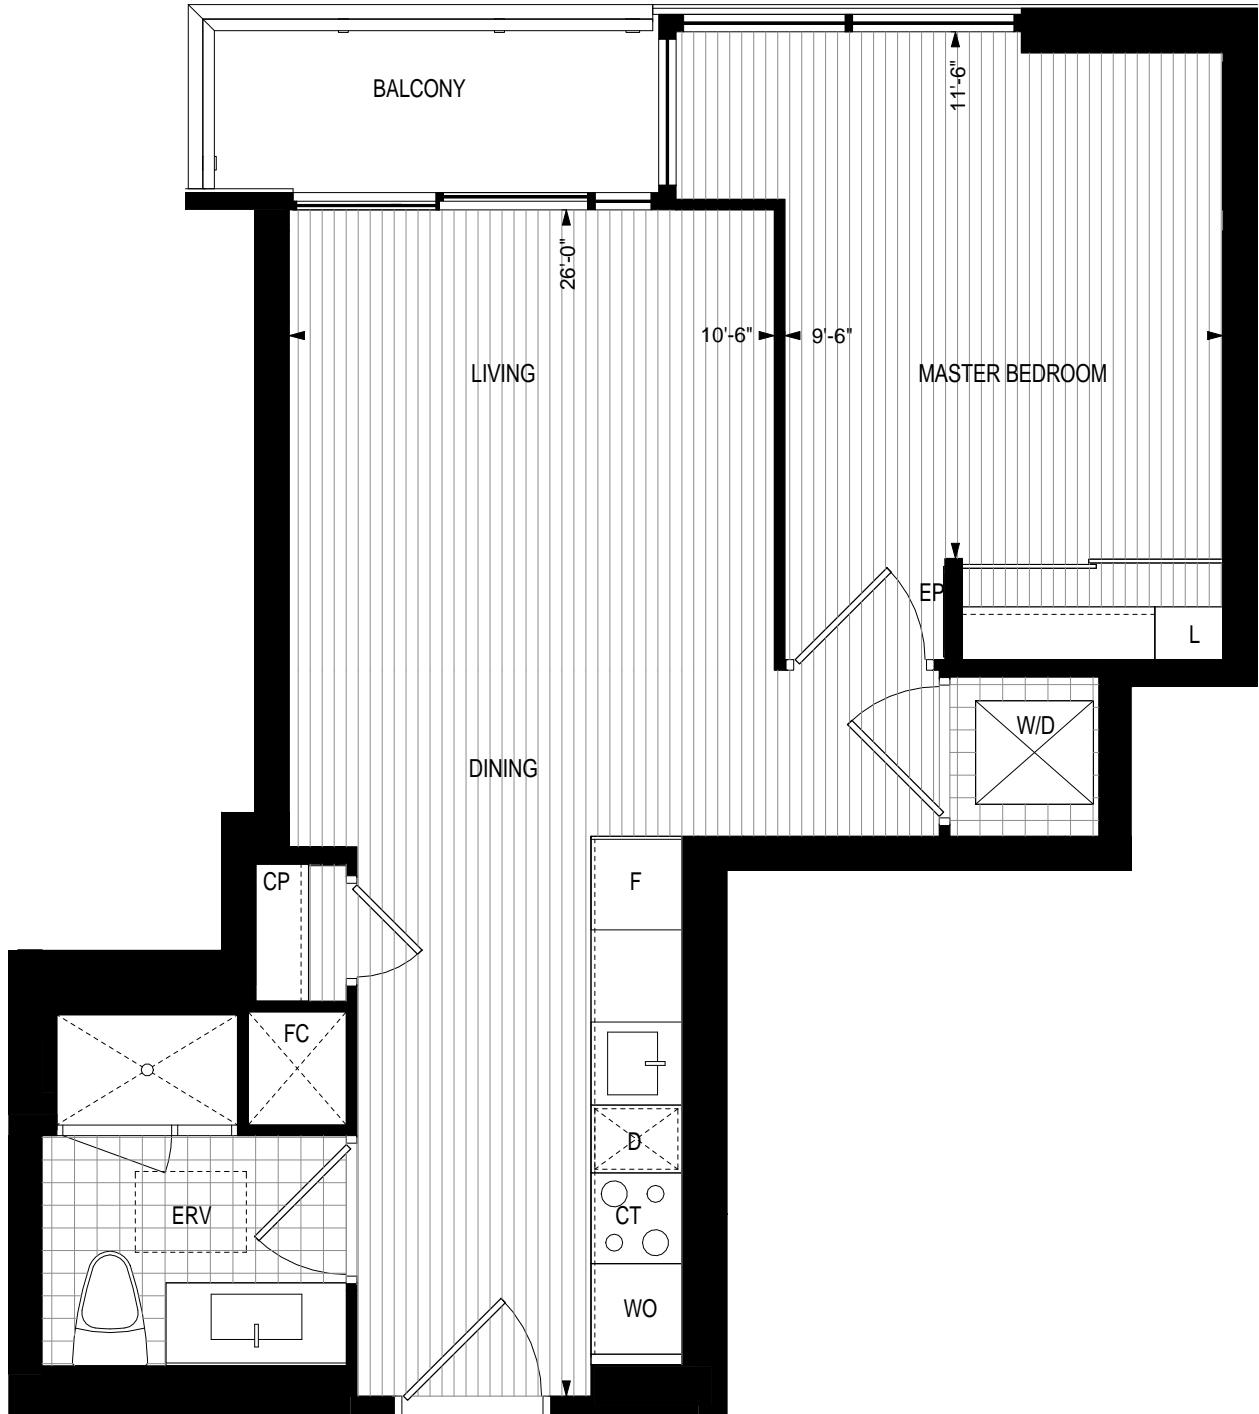 BALCONY
11'-6"
26'-0"
10'-6"
9'-6"
LIVING
MASTER BEDROOM
EP
L
W/D
DINING
CP
F
FC
D
ERV
CT
WO